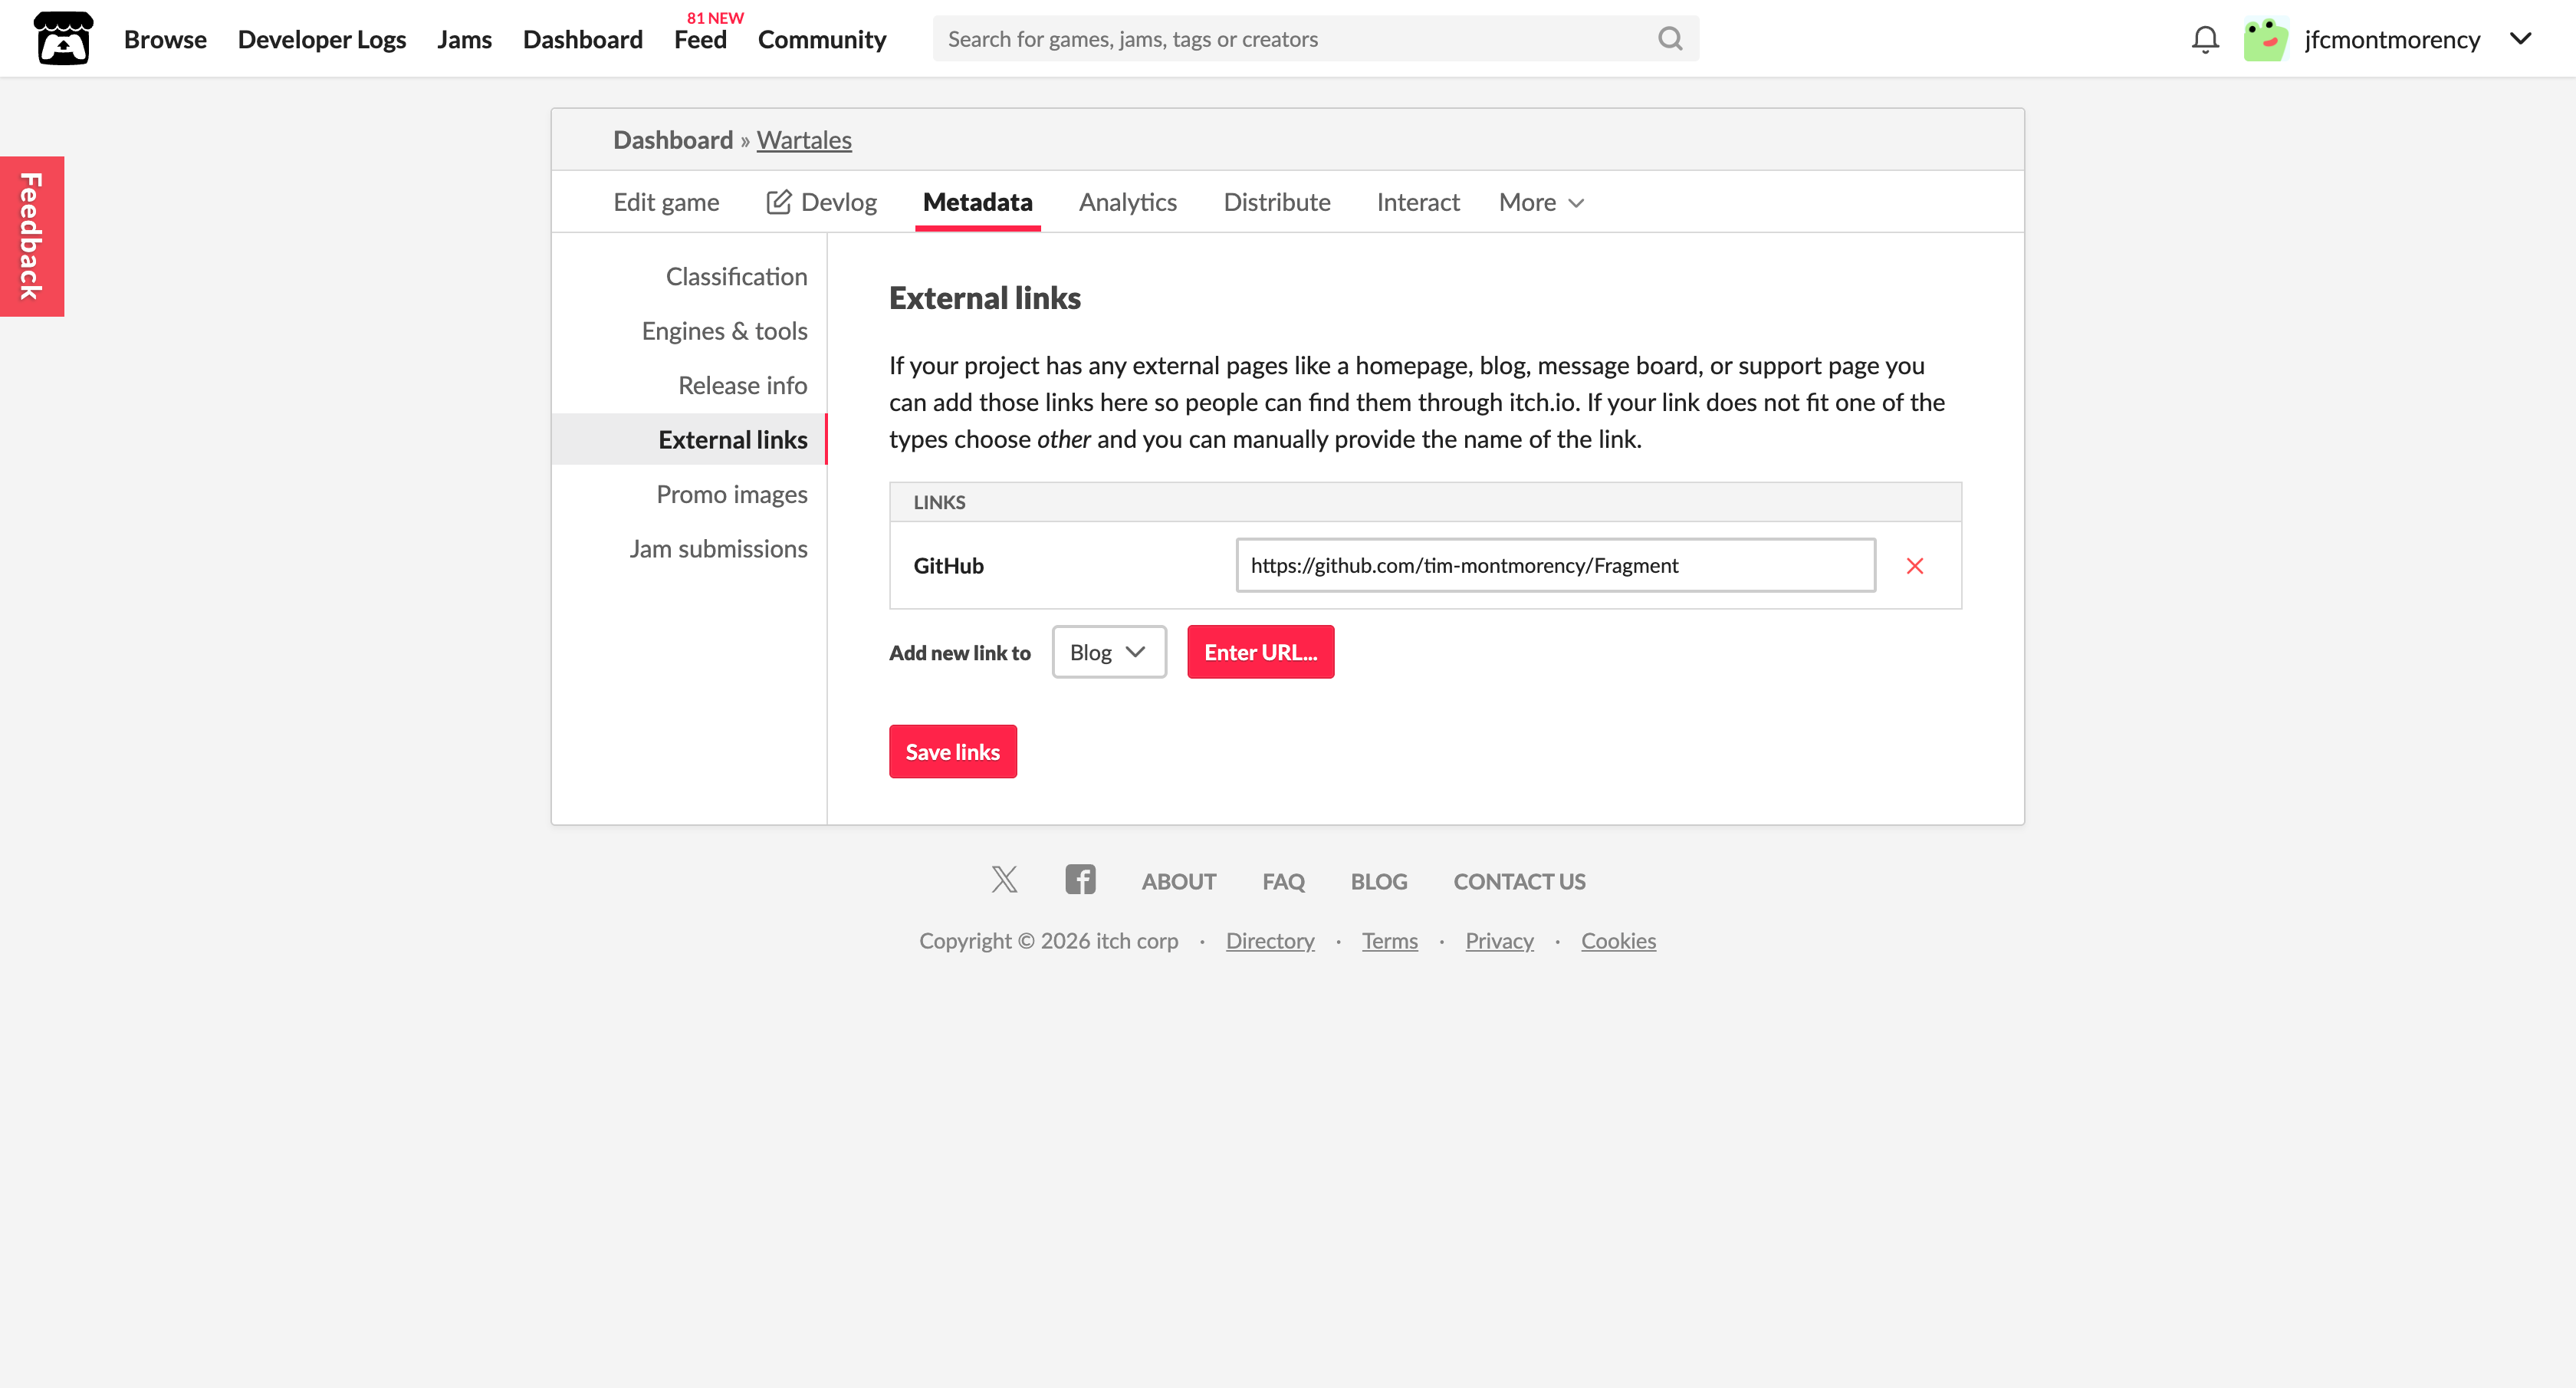 Browse Developer Logs Jams Dashboard Feed 81 NEW Community Search for games, jams, tags or creators jfcmontmorency
Feedback
Dashboard » Wartales
Edit game Devlog Metadata Analytics Distribute Interact More
Classification
Engines & tools
Release info
External links
Promo images
Jam submissions
External links
If your project has any external pages like a homepage, blog, message board, or support page you
can add those links here so people can find them through itch.io. If your link does not fit one of the
types choose other and you can manually provide the name of the link.
LINKS
GitHub https://github.com/tim-montmorency/Fragment
Add new link to Blog Enter URL...
Save links
ABOUT FAQ BLOG CONTACT US
Copyright © 2026 itch corp · Directory · Terms · Privacy · Cookies